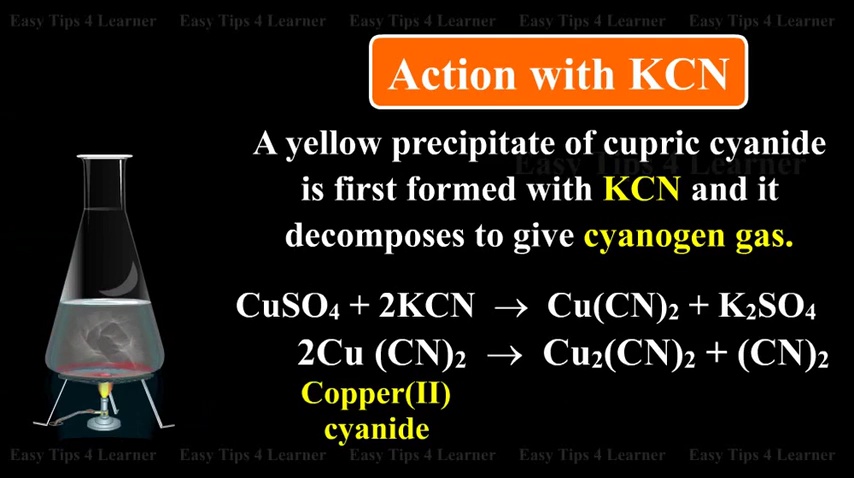 Easy Tips 4 Learner Easy Tips 4 Learner Easy Tips 4 Learner Easy Tips 4 Learner Easy Tips 4 Learner
Action with KCN
A yellow precipitate of cupric cyanide
Easy Tips 4 Learner
is first formed with KCN and it
decomposes to give cyanogen gas.
CuSO₄ + 2KCN → Cu(CN)₂ + K₂SO₄
2Cu (CN)₂ → Cu₂(CN)₂ + (CN)₂
Copper(II)
cyanide
Easy Tips 4 Learner Easy Tips 4 Learner Easy Tips 4 Learner Easy Tips 4 Learner Easy Tips 4 Learner